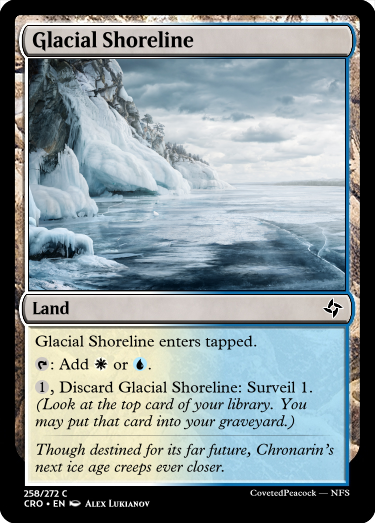 Glacial Shoreline
Land
Glacial Shoreline enters tapped.
: Add or .
1, Discard Glacial Shoreline: Surveil 1.
(Look at the top card of your library. You
may put that card into your graveyard.)
Though destined for its far future, Chronarin's
next ice age creeps ever closer.
258/272 C
CRO • EN Alex Lukianov
CovetedPeacock — NFS